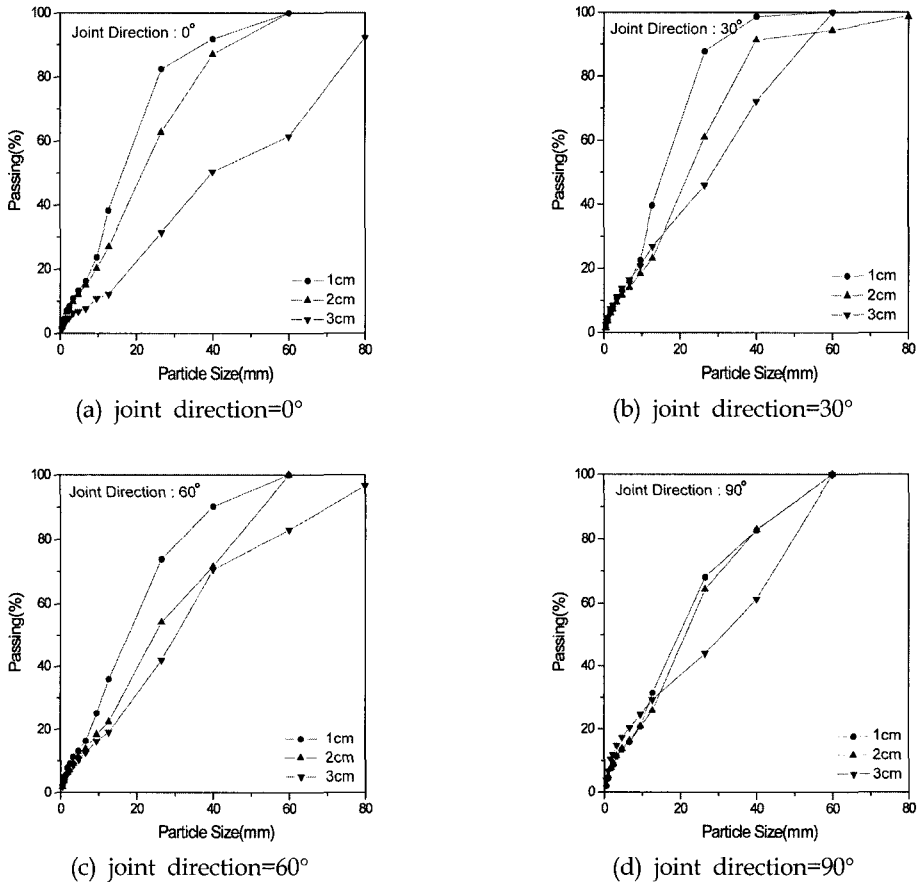 Joint Direction : 0°
Passing(%)
100
80
60
40
20
0
1cm
2cm
3cm
0 20 40 60 80
Particle Size(mm)
(a) joint direction=0°
Joint Direction : 30°
Passing(%)
100
80
60
40
20
0
1cm
2cm
3cm
0 20 40 60 80
Particle Size(mm)
(b) joint direction=30°
Joint Direction : 60°
Passing(%)
100
80
60
40
20
0
1cm
2cm
3cm
0 20 40 60 80
Particle Size(mm)
(c) joint direction=60°
Joint Direction : 90°
Passing(%)
100
80
60
40
20
0
1cm
2cm
3cm
0 20 40 60 80
Particle Size(mm)
(d) joint direction=90°